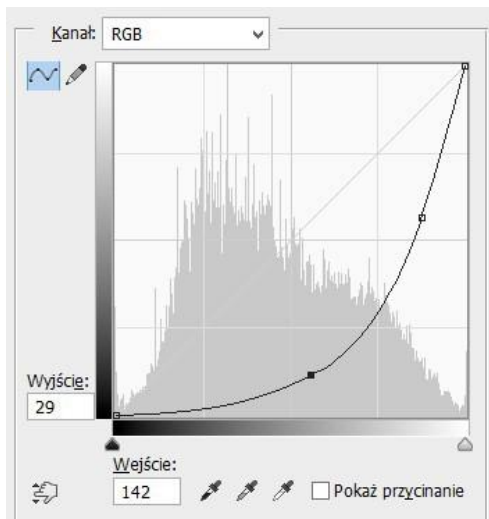 Kanał: RGB
Wyjście:
29
Wejście:
142
Pokaż przycinanie